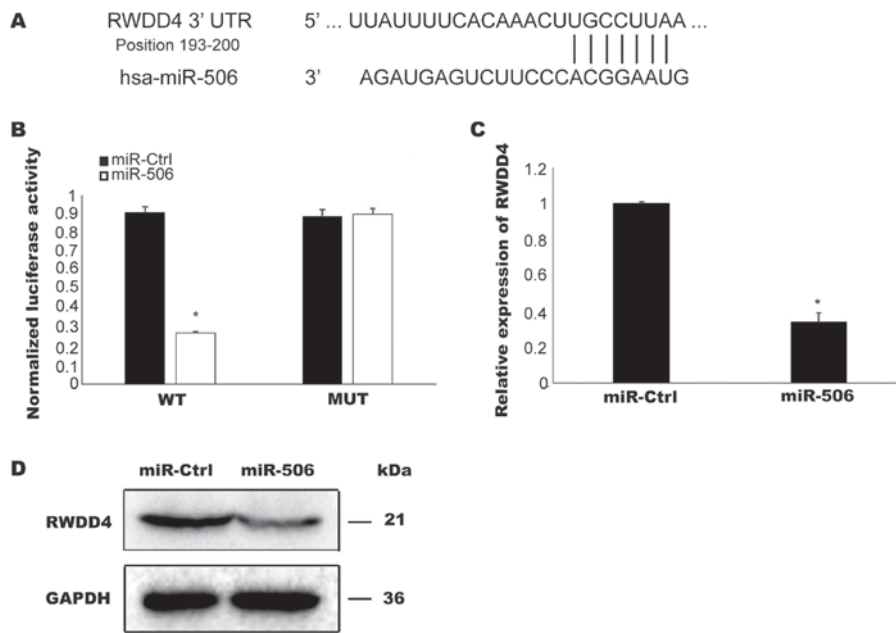 A
RWDD4 3' UTR 5' ... UUAUUUUCACAAACUUGCCUUAA ...
Position 193-200
hsa-miR-506 3' AGAUGAGUCUUCCCACGGAAUG
B
miR-Ctrl
miR-506
Normalized luciferase activity
1
0.9
0.8
0.7
0.6
0.5
0.4
0.3
0.2
0.1
0
*
WT MUT
C
Relative expression of RWDD4
1.2
1
0.8
0.6
0.4
0.2
0
*
miR-Ctrl miR-506
D
miR-Ctrl miR-506 kDa
RWDD4 21
GAPDH 36